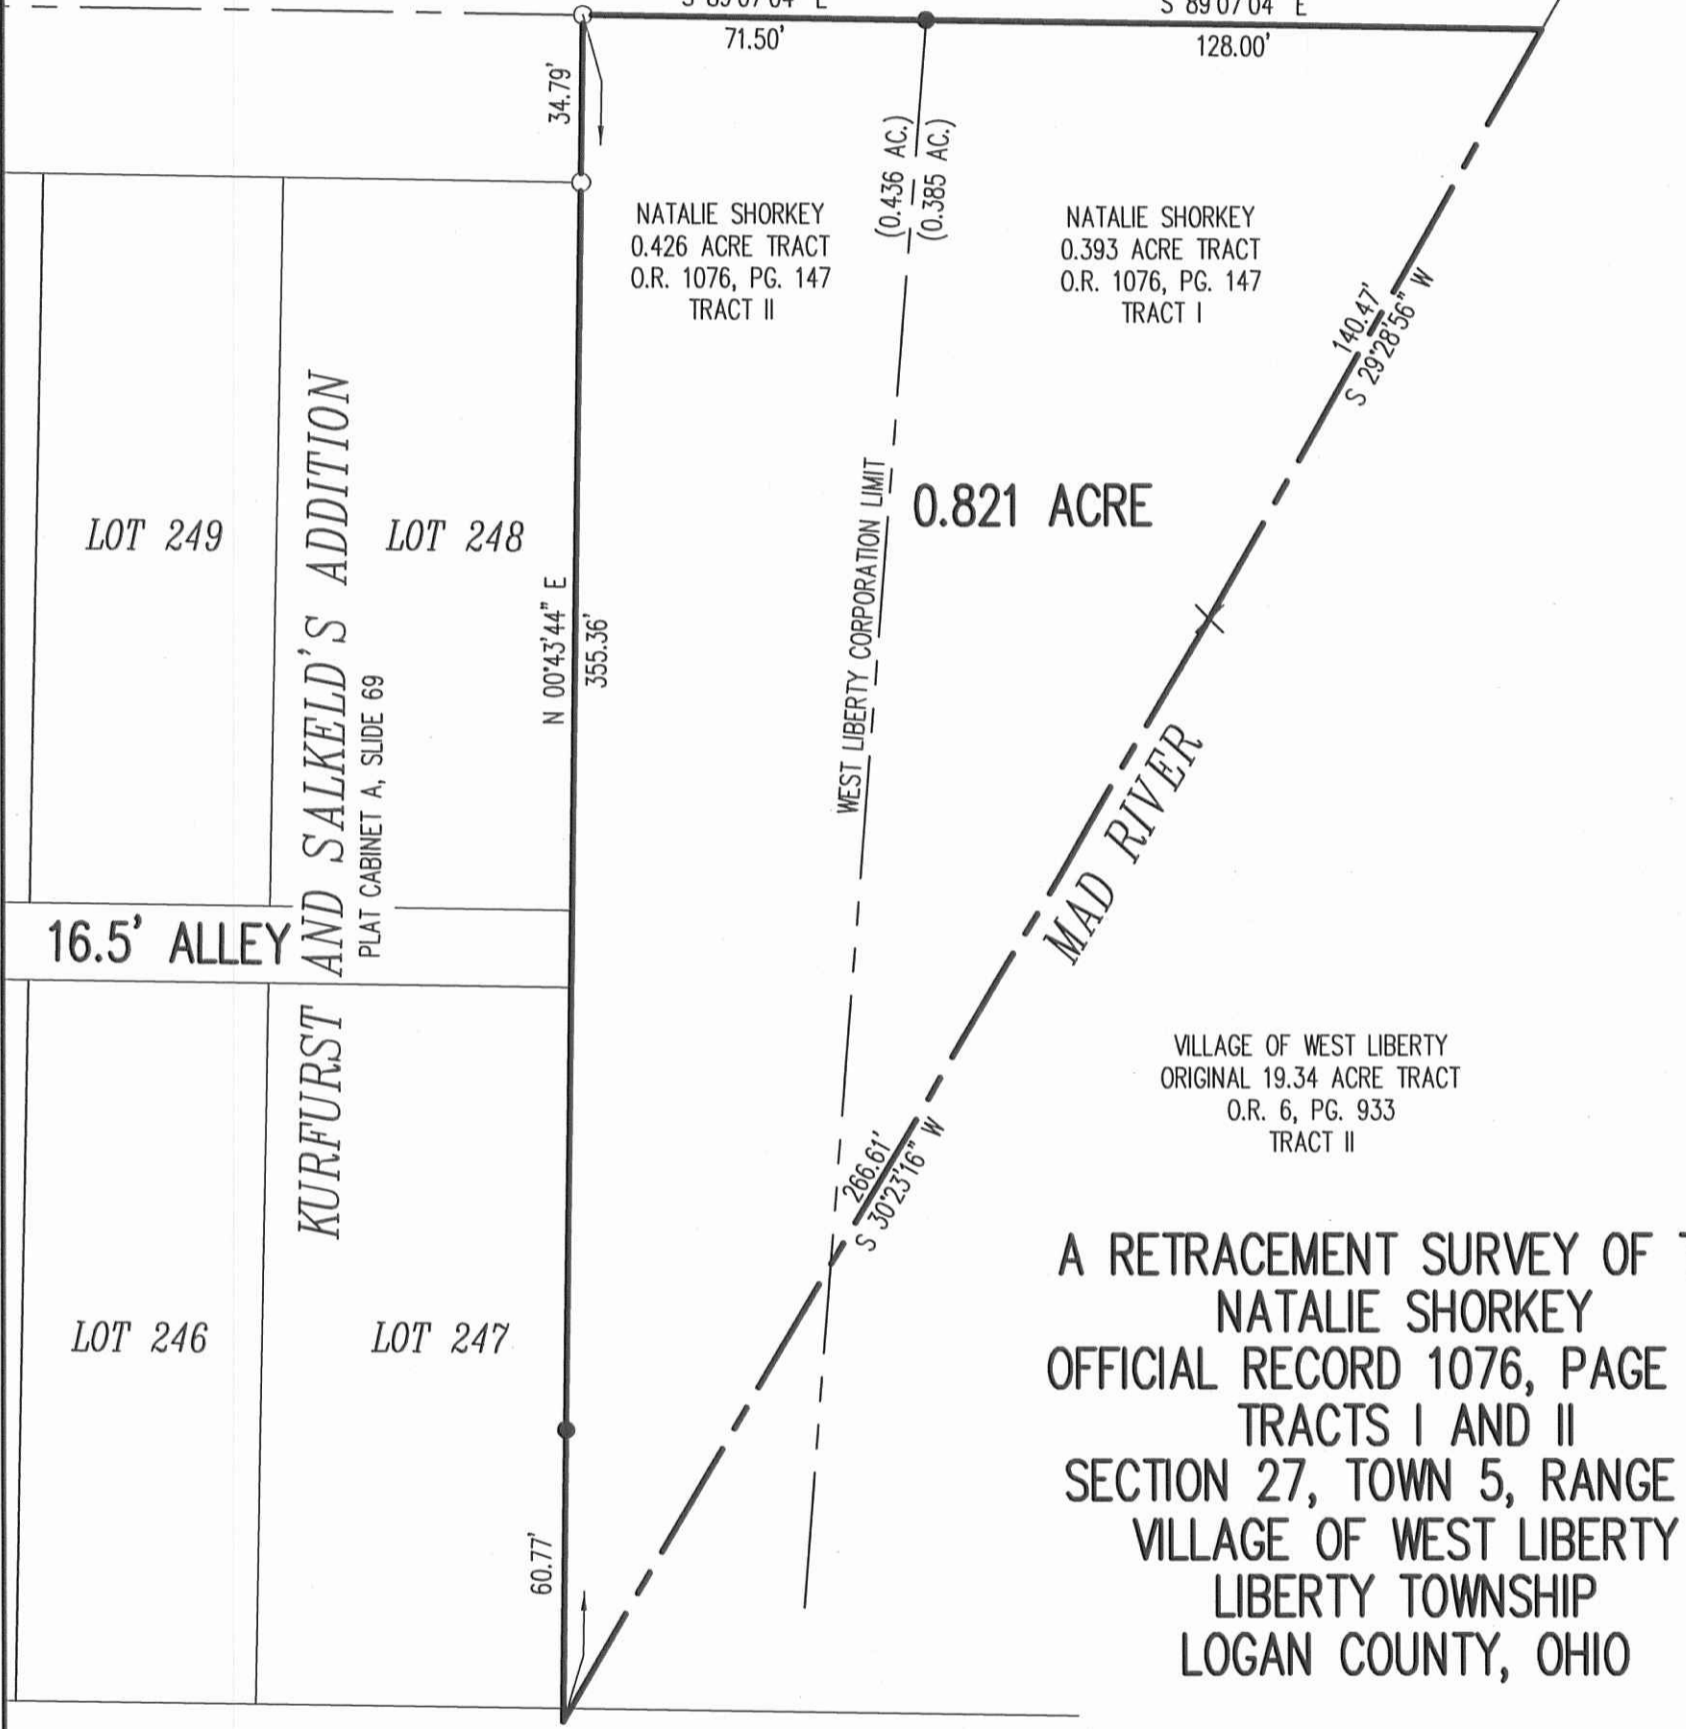 S 89°07'04" E
S 89°07'04" E
71.50'
128.00'
34.79'
(0.436 AC.)
(0.385 AC.)
NATALIE SHORKEY
0.426 ACRE TRACT
O.R. 1076, PG. 147
TRACT II
NATALIE SHORKEY
0.393 ACRE TRACT
O.R. 1076, PG. 147
TRACT I
140.47'
S 29°28'56" W
LOT 249
LOT 248
KURFURST AND SALKELD'S ADDITION
PLAT CABINET A, SLIDE 69
N 00°43'44" E
355.36'
WEST LIBERTY CORPORATION LIMIT
0.821 ACRE
MAD RIVER
16.5' ALLEY
VILLAGE OF WEST LIBERTY
ORIGINAL 19.34 ACRE TRACT
O.R. 6, PG. 933
TRACT II
266.61'
S 30°23'16" W
LOT 246
LOT 247
60.77'
A RETRACEMENT SURVEY OF
NATALIE SHORKEY
OFFICIAL RECORD 1076, PAGE
TRACTS I AND II
SECTION 27, TOWN 5, RANGE
VILLAGE OF WEST LIBERTY
LIBERTY TOWNSHIP
LOGAN COUNTY, OHIO